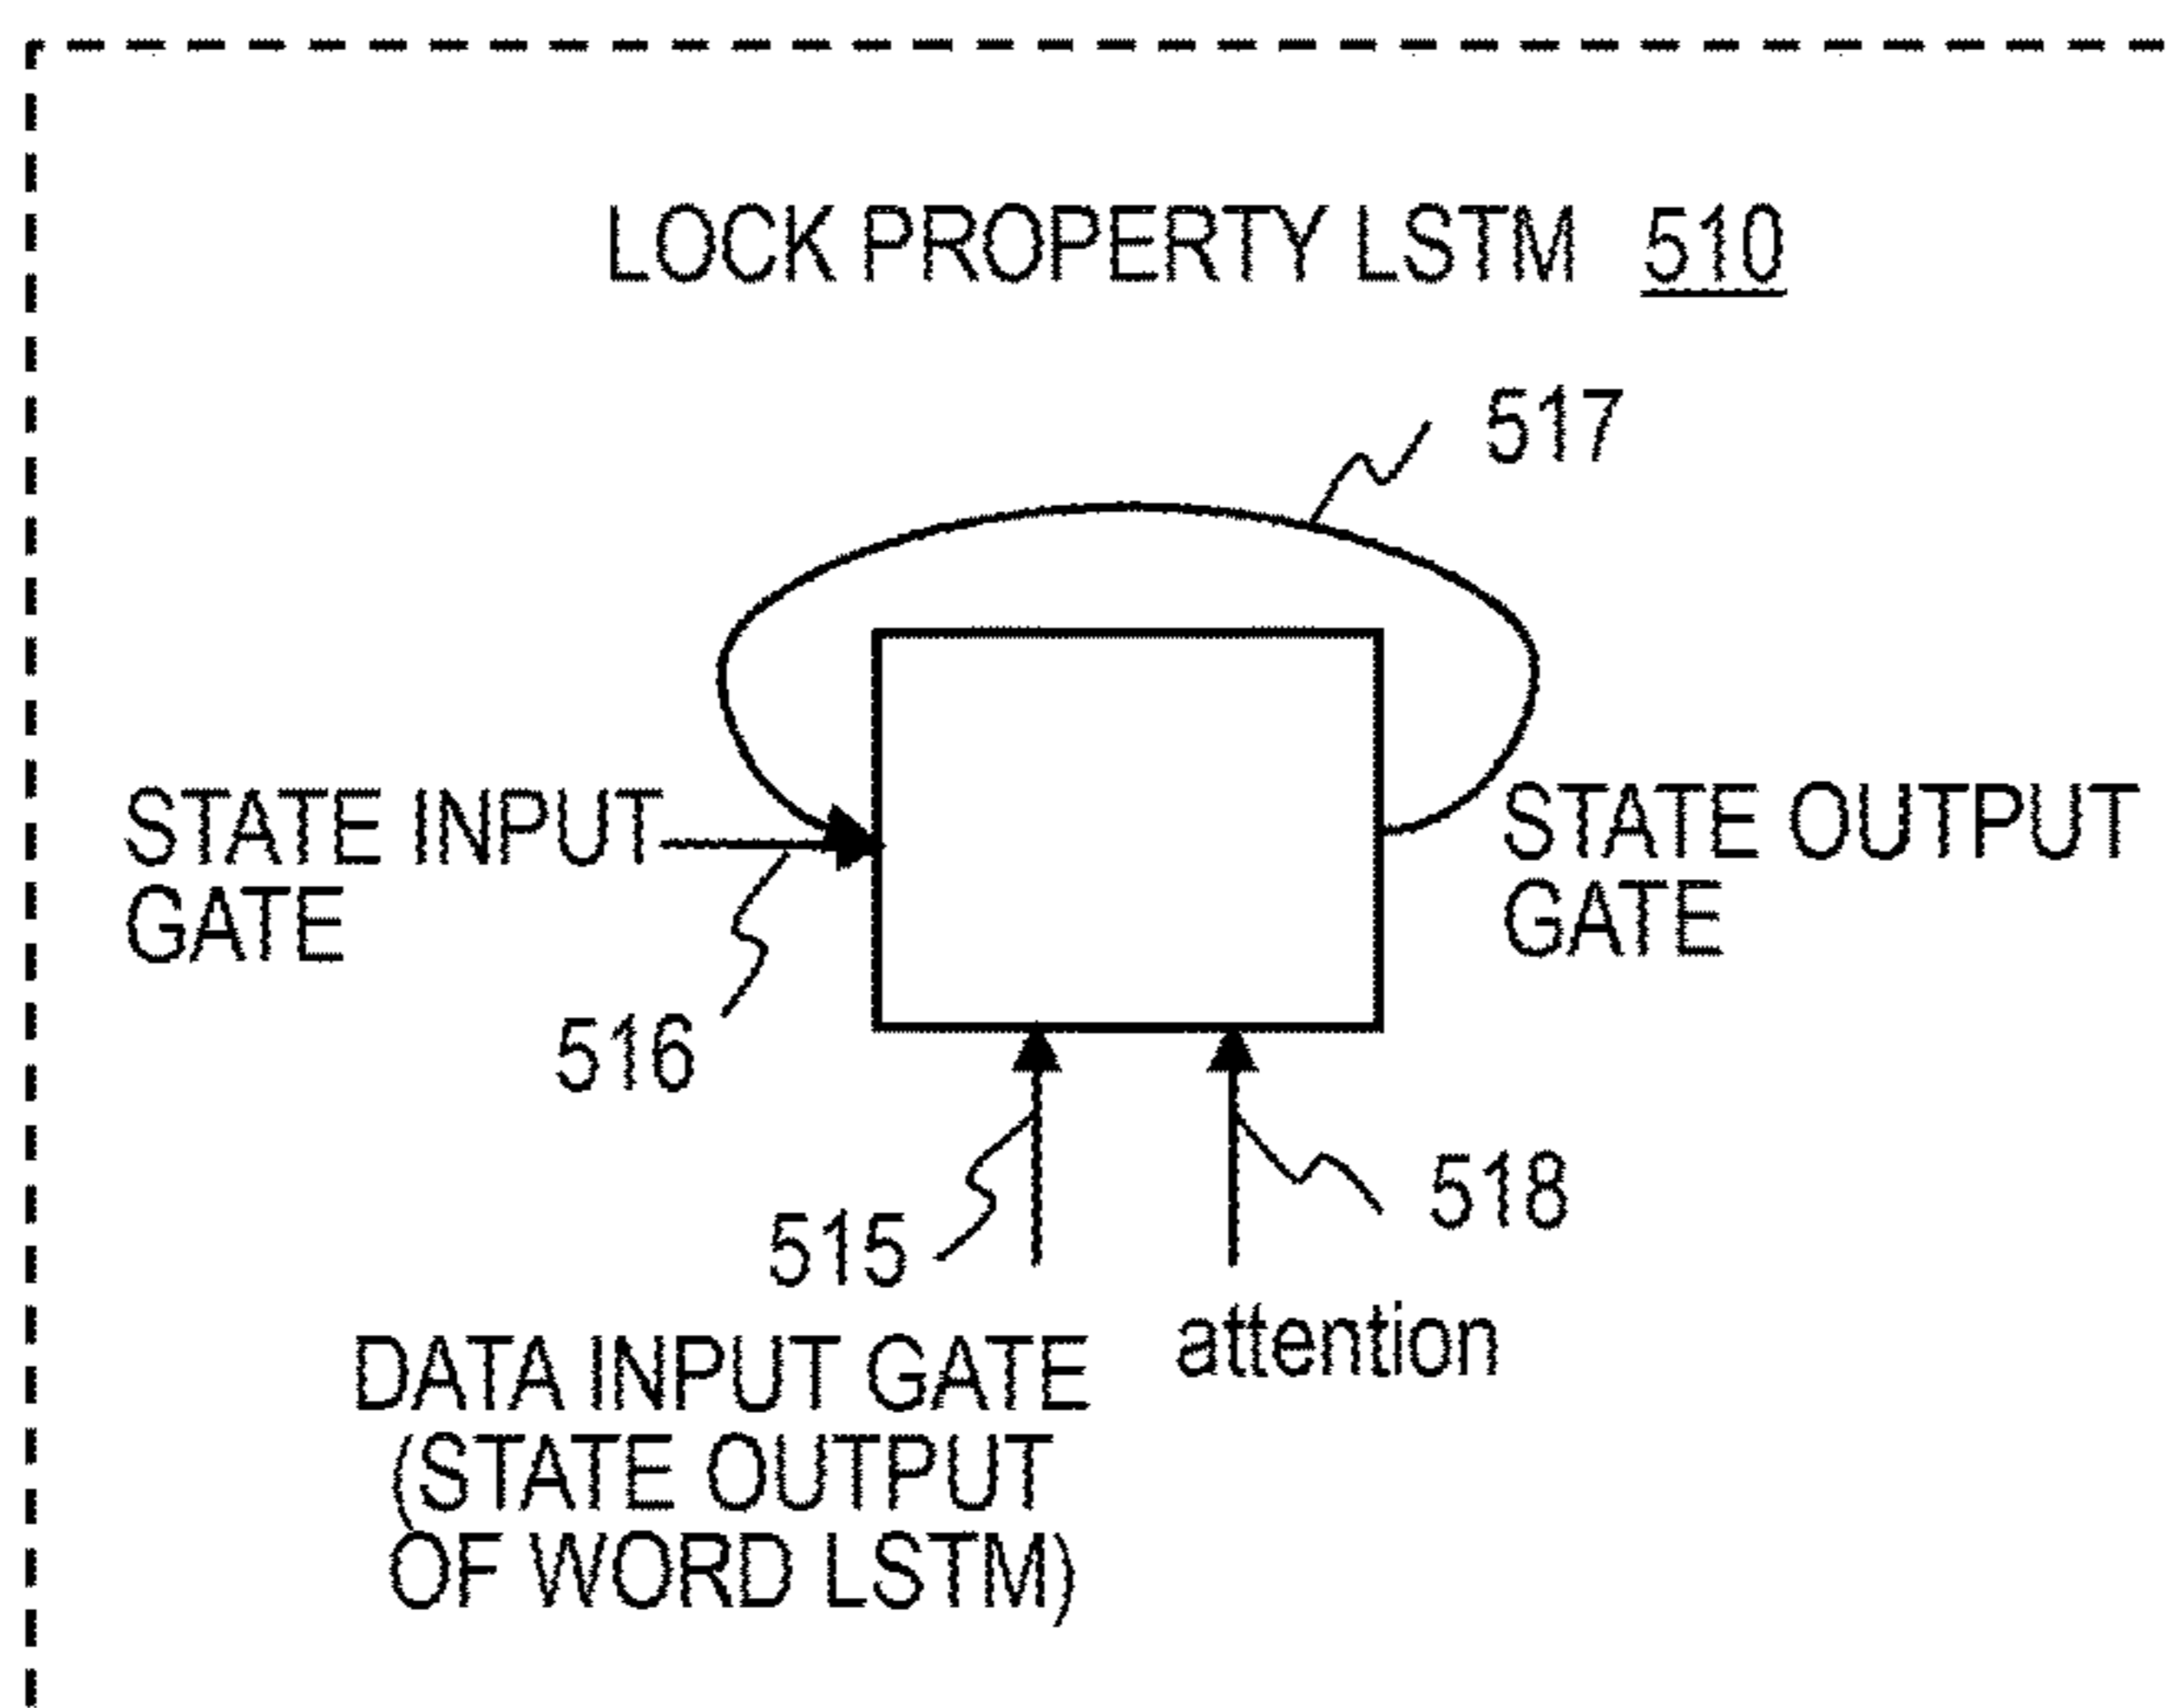 LOCK PROPERTY LSTM 510
517
STATE INPUT
GATE
STATE OUTPUT
GATE
516
518
515
attention
DATA INPUT GATE
(STATE OUTPUT
OF WORD LSTM)